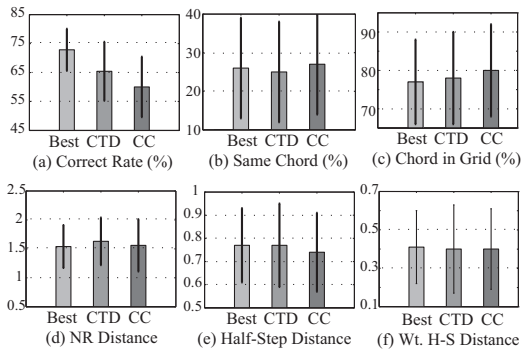 85
75
65
55
45
Best CTD CC
(a) Correct Rate (%)
40
30
20
10
Best CTD CC
(b) Same Chord (%)
90
80
70
Best CTD CC
(c) Chord in Grid (%)
2.5
2
1.5
1
0.5
Best CTD CC
(d) NR Distance
1
0.9
0.8
0.7
0.6
0.5
Best CTD CC
(e) Half-Step Distance
0.7
0.5
0.3
0.1
Best CTD CC
(f) Wt. H-S Distance